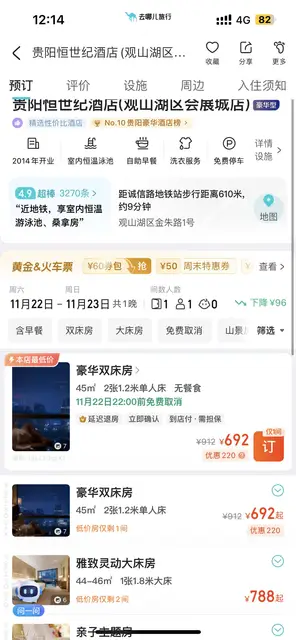 12:14
去哪儿旅行
4G
82
贵阳恒世纪酒店 (观山湖区...
收藏
分享
更多
预订
评价
设施
周边
入住须知
贵阳恒世纪酒店(观山湖区会展城店)
豪华型
精选性价比酒店
No.10 贵阳豪华酒店榜>
2014年开业
室内恒温泳池
自助早餐
洗衣服务
免费停车
详情
设施>
4.9 超棒 3270条>
“近地铁，享室内恒温
游泳池、桑拿房”
距诚信路地铁站步行距离610米,
约9分钟
观山湖区金朱路1号
地图
黄金&火车票
¥60券包
抢
¥50 周末特惠券
查看>
周六
周日
间数人数
11月22日 - 11月23日 共1晚
1
1
0
下降 ¥96
含早餐
双床房
大床房
免费取消
山景
筛选
本店最低价
豪华双床房>
45㎡ 2张1.2米单人床 无餐食
11月22日22:00前免费取消
延迟退房
立即确认
到店付·需担保
¥912
¥692
优惠 220
仅1间
订
7
豪华双床房
45㎡ 2张1.2米单人床
低价房仅剩1间
¥912
¥692起
优惠 220
7
雅致灵动大床房
44-46㎡ 1张1.8米大床
低价房仅剩2间
¥788起
问一问
6
亲子主题房